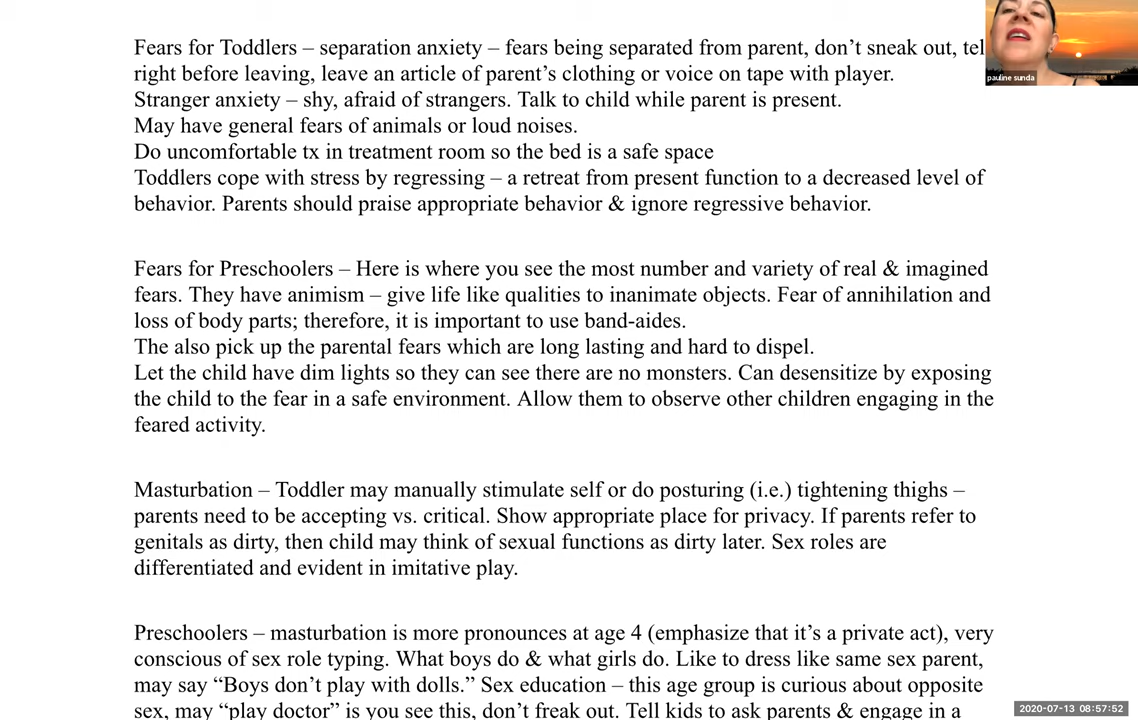 Fears for Toddlers – separation anxiety – fears being separated from parent, don’t sneak out, tel
right before leaving, leave an article of parent’s clothing or voice on tape with player.
Stranger anxiety – shy, afraid of strangers. Talk to child while parent is present.
May have general fears of animals or loud noises.
Do uncomfortable tx in treatment room so the bed is a safe space
Toddlers cope with stress by regressing – a retreat from present function to a decreased level of
behavior. Parents should praise appropriate behavior & ignore regressive behavior.
Fears for Preschoolers – Here is where you see the most number and variety of real & imagined
fears. They have animism – give life like qualities to inanimate objects. Fear of annihilation and
loss of body parts; therefore, it is important to use band-aides.
The also pick up the parental fears which are long lasting and hard to dispel.
Let the child have dim lights so they can see there are no monsters. Can desensitize by exposing
the child to the fear in a safe environment. Allow them to observe other children engaging in the
feared activity.
Masturbation – Toddler may manually stimulate self or do posturing (i.e.) tightening thighs –
parents need to be accepting vs. critical. Show appropriate place for privacy. If parents refer to
genitals as dirty, then child may think of sexual functions as dirty later. Sex roles are
differentiated and evident in imitative play.
Preschoolers – masturbation is more pronounces at age 4 (emphasize that it’s a private act), very
conscious of sex role typing. What boys do & what girls do. Like to dress like same sex parent,
may say “Boys don’t play with dolls.” Sex education – this age group is curious about opposite
sex, may “play doctor” is you see this, don’t freak out. Tell kids to ask parents & engage in a
pauline sunda
2020-07-13 08:57:52